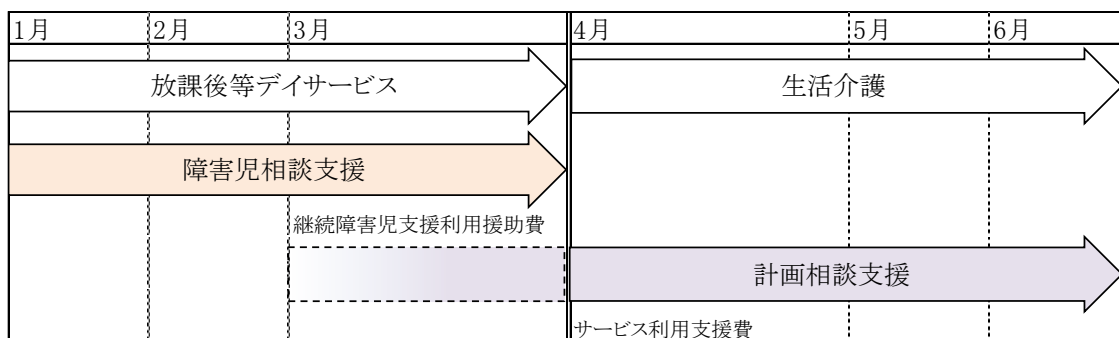 1月 2月 3月 4月 5月 6月
放課後等デイサービス 生活介護
障害児相談支援
継続障害児支援利用援助費
計画相談支援
サービス利用支援費